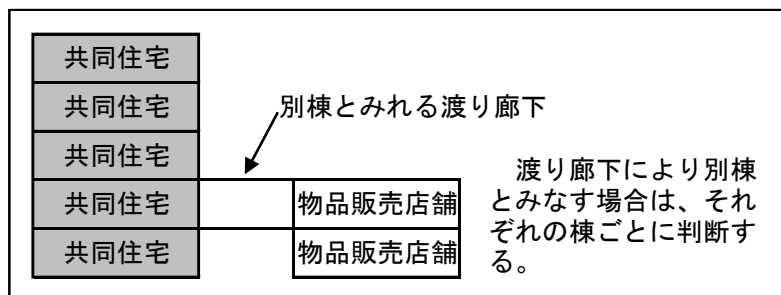 共同住宅
共同住宅
別棟とみれる渡り廊下
共同住宅
共同住宅
物品販売店舗
共同住宅
物品販売店舗
渡り廊下により別棟
とみなす場合は、それ
ぞれの棟ごとに判断す
る。